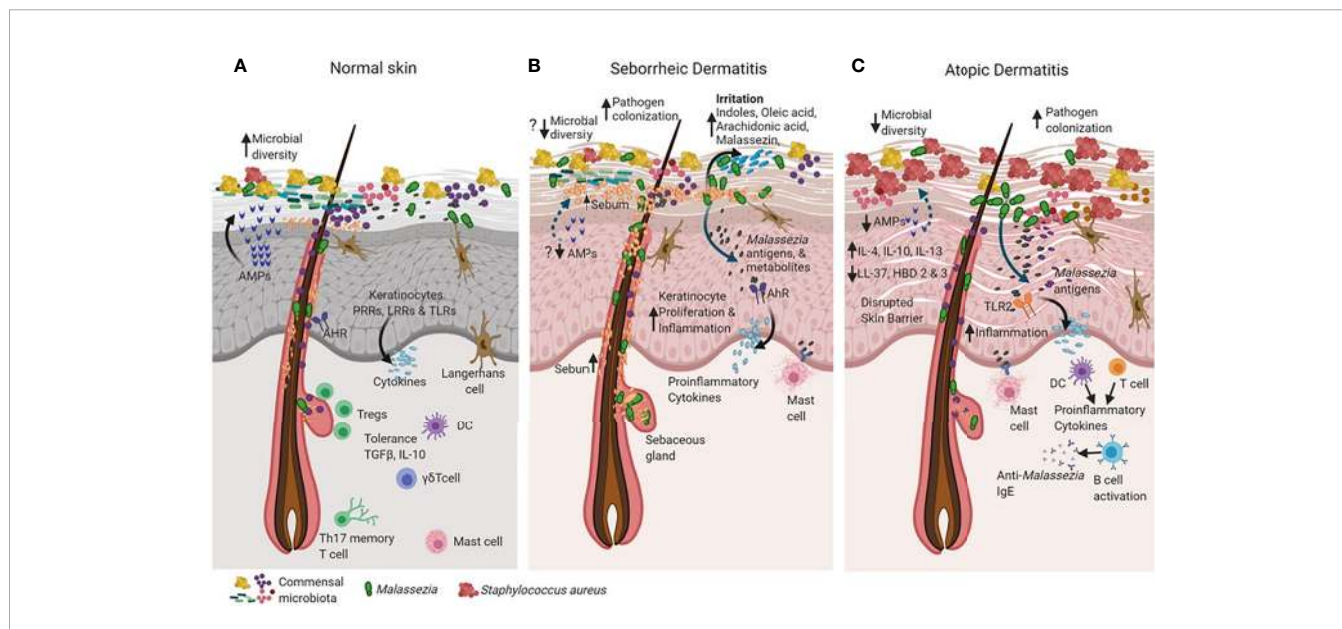 A
Normal skin
Microbial
diversity
AMPs
Keratinocytes
PRRs, LRRs & TLRs
AHR
Cytokines
Langerhans
cell
Tregs
DC
Tolerance
TGFβ, IL-10
γδTcell
Th17 memory
T cell
Mast cell
B
Seborrheic Dermatitis
? Microbial
diversiy
Pathogen
colonization
Irritation
Indoles, Oleic acid,
Arachidonic acid,
Malassezin,
Sebum
? AMPs
Malassezia
antigens, &
metabolites
AhR
Keratinocyte
Proliferation &
Inflammation
Sebum
Proinflammatory
Cytokines
Mast
cell
Sebaceous
gland
C
Atopic Dermatitis
Microbial
diversity
Pathogen
colonization
AMPs
IL-4, IL-10, IL-13
LL-37, HBD 2 & 3
Disrupted
Skin Barrier
Malassezia
antigens
TLR2
Inflammation
DC
T cell
Mast
cell
Proinflammatory
Cytokines
Anti-Malassezia
IgE
B cell
activation
Commensal
microbiota
Malassezia
Staphylococcus aureus